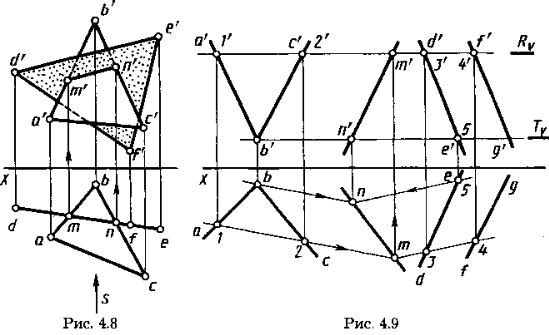 b'
d'
e'
n'
m'
a'
c'
f'
X
b
d
m
n
f
e
a
c
S
Рис. 4.8
a' 1'
c' 2'
m'
d'
3'
f'
4'
R_V
T_V
n'
b'
5
e'
g'
X
b
e
5
g
n
a
1
2
c
m
d
3
f
4
Рис. 4.9